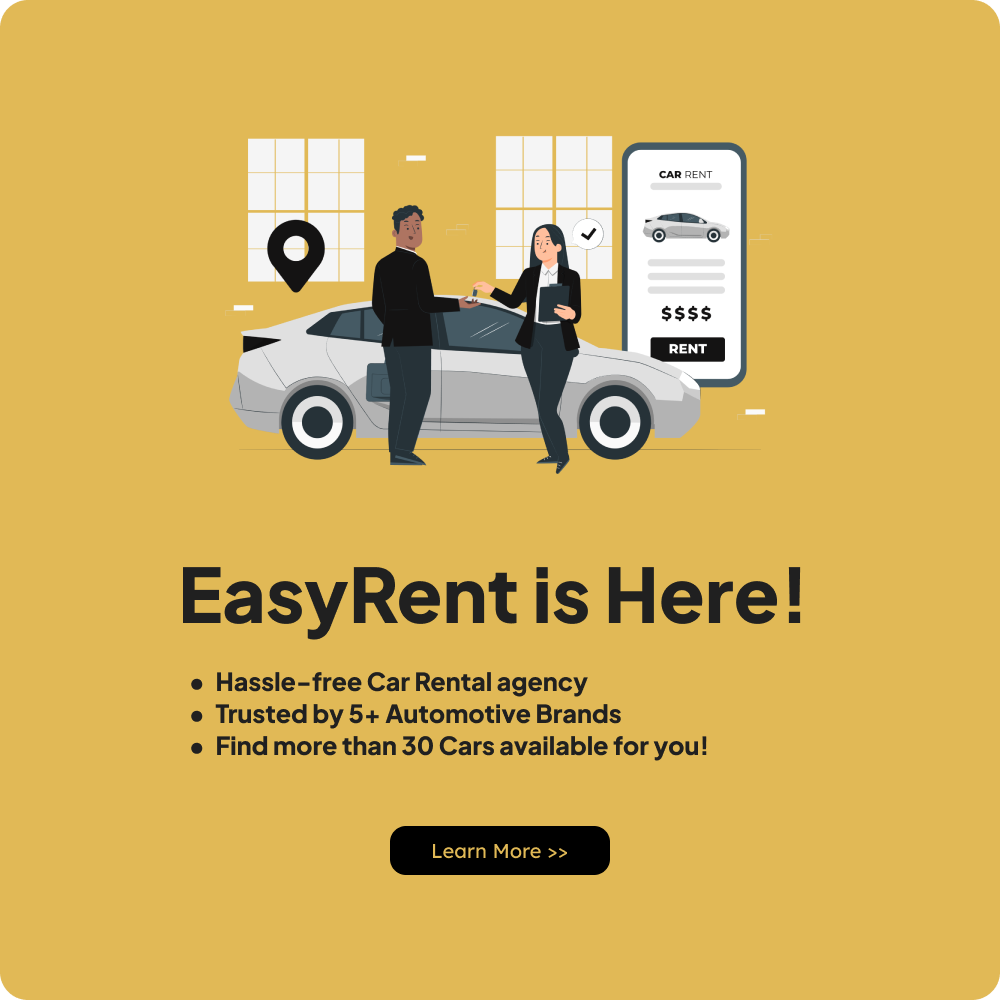 CAR RENT
$$$$
RENT
EasyRent is Here!
● Hassle-free Car Rental agency
● Trusted by 5+ Automotive Brands
● Find more than 30 Cars available for you!
Learn More >>